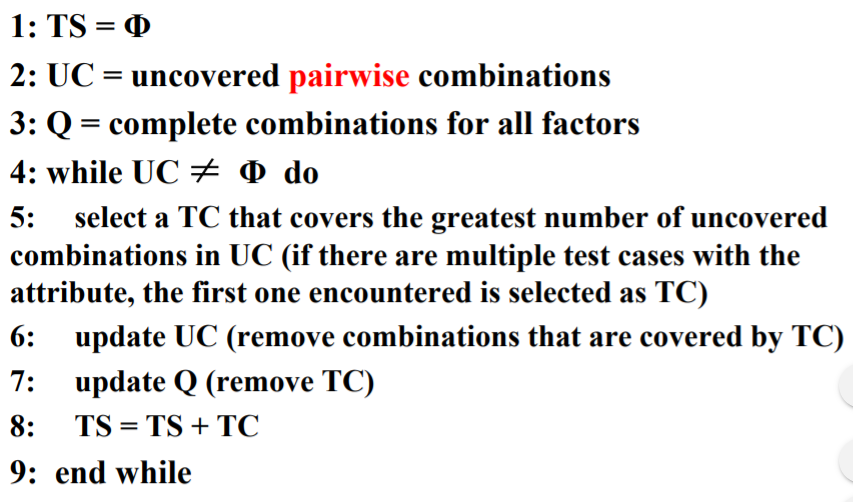 1: TS = Φ
2: UC = uncovered pairwise combinations
3: Q = complete combinations for all factors
4: while UC ≠ Φ do
5: select a TC that covers the greatest number of uncovered
combinations in UC (if there are multiple test cases with the
attribute, the first one encountered is selected as TC)
6: update UC (remove combinations that are covered by TC)
7: update Q (remove TC)
8: TS = TS + TC
9: end while